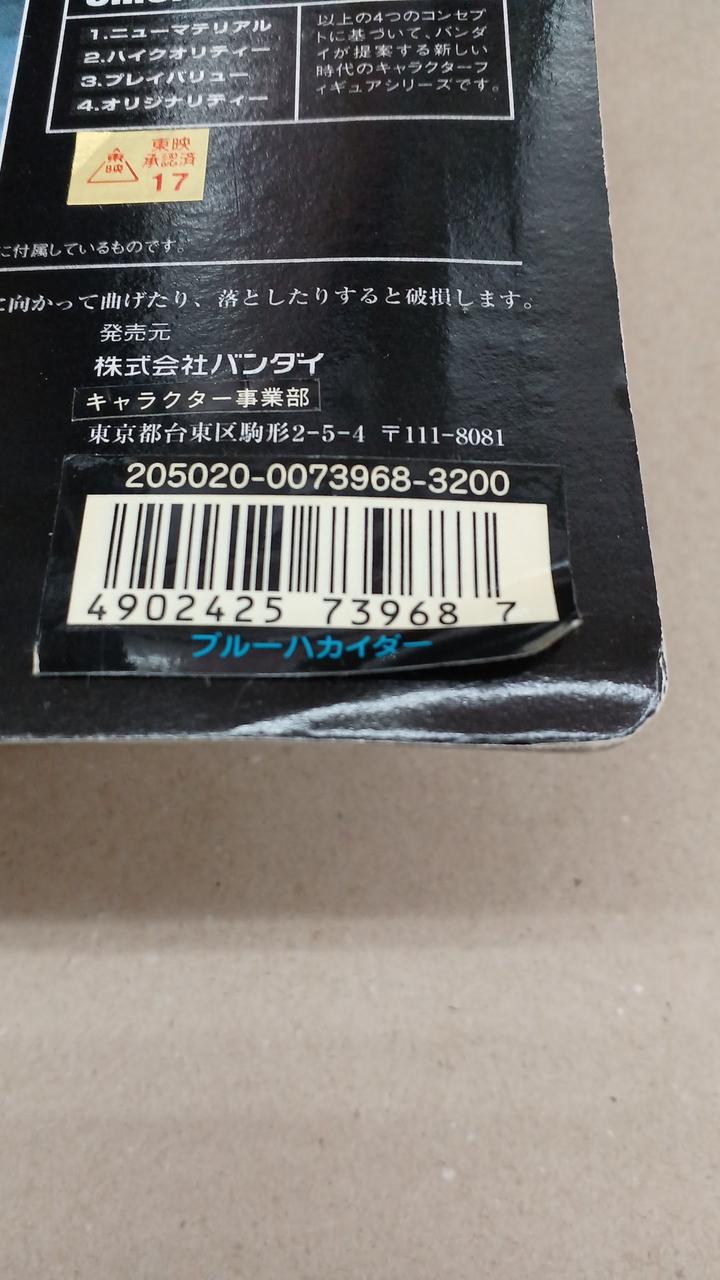 1.ニューマテリアル
2.ハイクオリティー
3.プレイバリュー
4.オリジナリティー
以上の4つのコンセプ
トに基づいて、バンダ
イが提案する新しい
時代のキャラクターフ
ィギュアシリーズです。
東映
東映
承認済
17
に付属しているものです。
に向かって曲げたり、落としたりすると破損します。
発売元
株式会社バンダイ
キャラクター事業部
東京都台東区駒形2-5-4 〒111-8081
205020-0073968-3200
4902425 73968 7
ブルーハカイダー